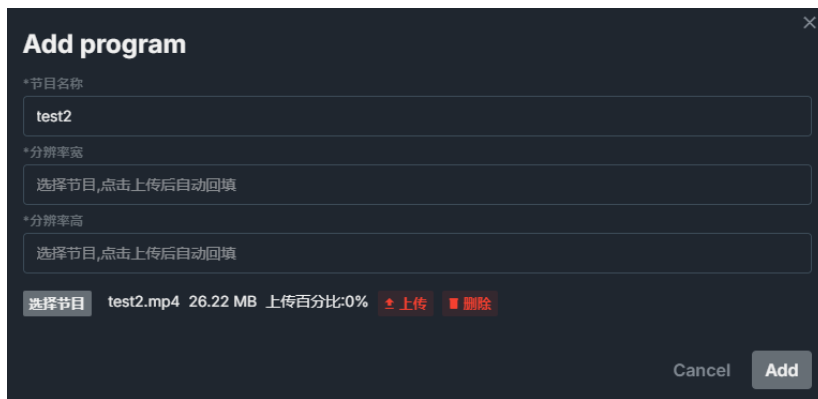 Add program
*节目名称
test2
*分辨率宽
选择节目,点击上传后自动回填
*分辨率高
选择节目,点击上传后自动回填
选择节目 test2.mp4 26.22 MB 上传百分比:0% 上传 删除
Cancel Add